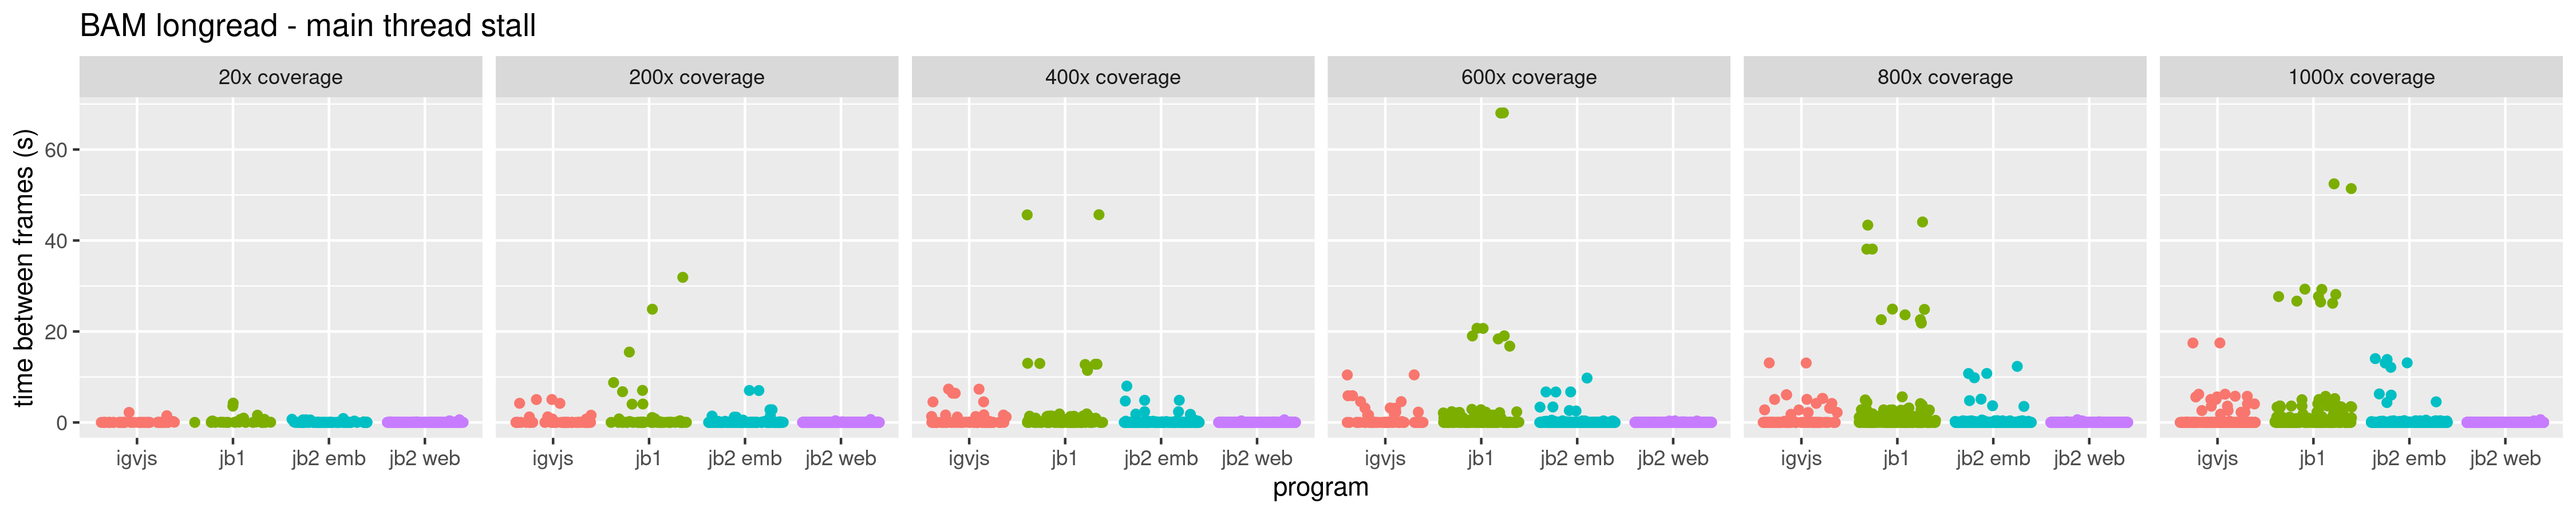 BAM longread - main thread stall
20x coverage 200x coverage 400x coverage 600x coverage 800x coverage 1000x coverage
time between frames (s)
60
40
20
0
igvjs jb1 jb2 emb jb2 web igvjs jb1 jb2 emb jb2 web igvjs jb1 jb2 emb jb2 web igvjs jb1 jb2 emb jb2 web igvjs jb1 jb2 emb jb2 web igvjs jb1 jb2 emb jb2 web
program